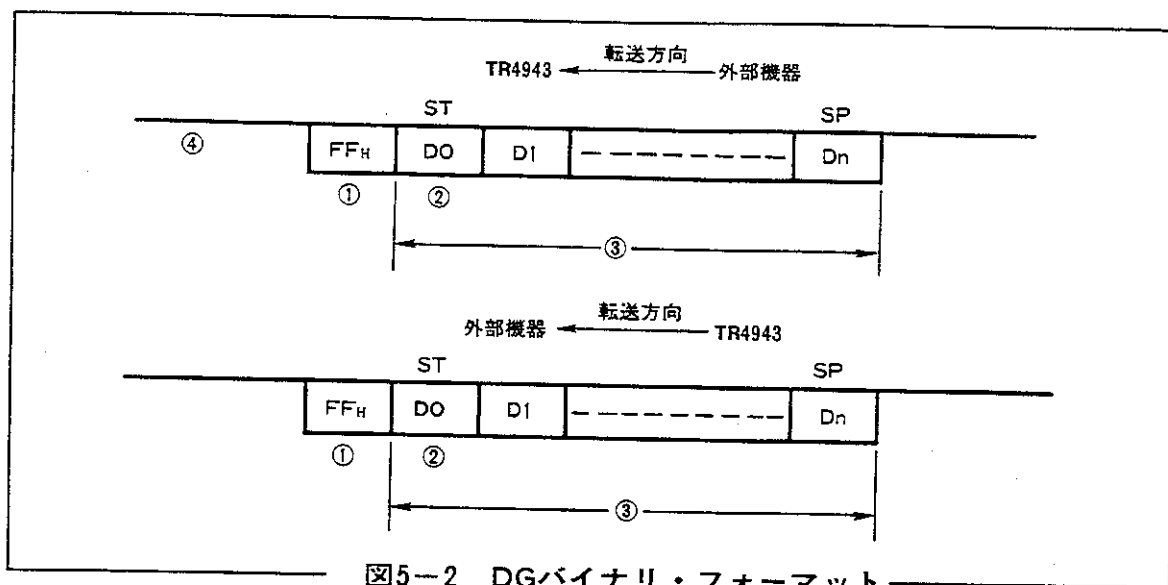 転送方向
TR4943 ← 外部機器
ST SP
④
FFH D0 D1 Dn
① ②
③
転送方向
外部機器 ← TR4943
ST SP
FFH D0 D1 Dn
① ②
③
図5-2 DGバイナリ・フォーマット